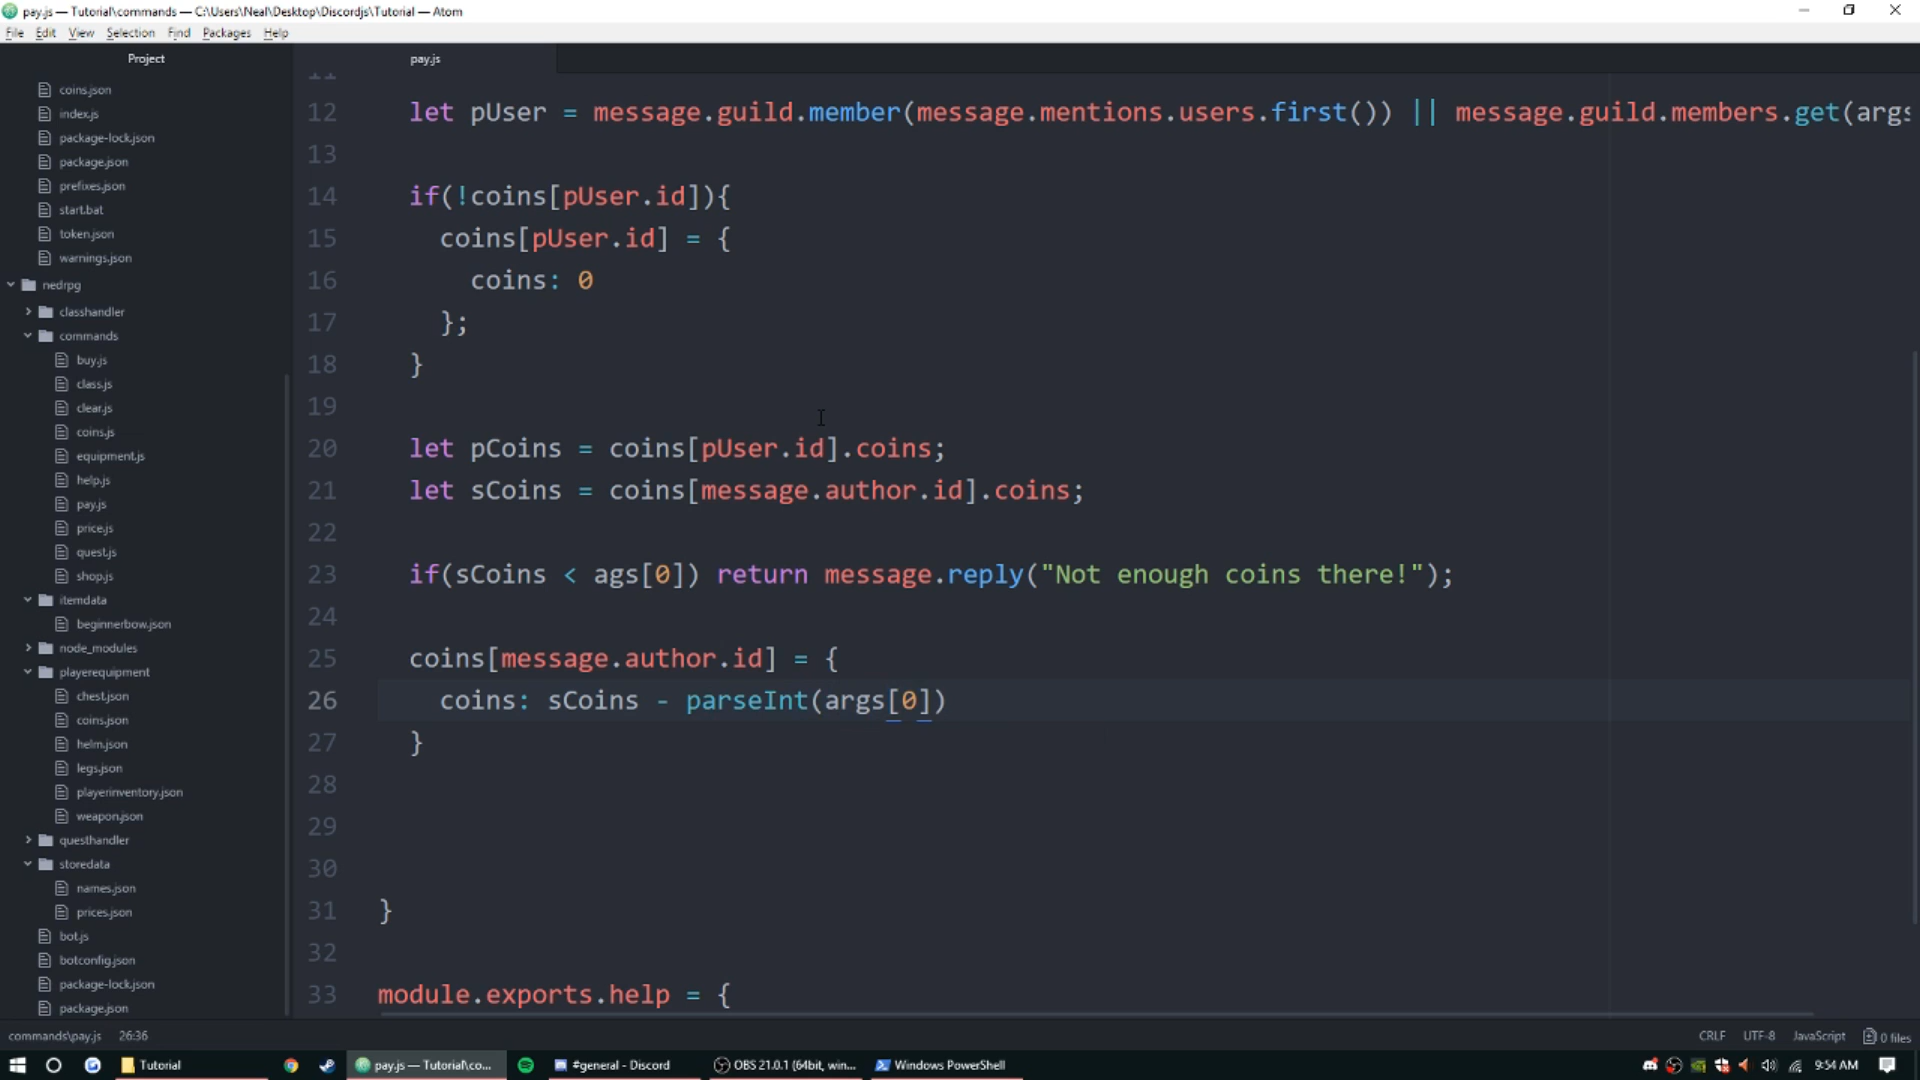 pay.js — Tutorial\commands — C:\Users\Neal\Desktop\Discordjs\Tutorial — Atom
File Edit View Selection Find Packages Help
Project
coins.json
index.js
package-lock.json
package.json
prefixes.json
start.bat
token.json
warnings.json
nedrpg
classhandler
commands
buy.js
class.js
clear.js
coins.js
equipment.js
help.js
pay.js
price.js
quest.js
shop.js
itemdata
beginnerbow.json
node_modules
playerequipment
chest.json
coins.json
helm.json
legs.json
playerinventory.json
weapon.json
questhandler
storedata
names.json
prices.json
bot.js
botconfig.json
package-lock.json
package.json
pay.js
11
12 let pUser = message.guild.member(message.mentions.users.first()) || message.guild.members.get(args
13
14 if(!coins[pUser.id]){
15 coins[pUser.id] = {
16 coins: 0
17 };
18 }
19
20 let pCoins = coins[pUser.id].coins;
21 let sCoins = coins[message.author.id].coins;
22
23 if(sCoins < ags[0]) return message.reply("Not enough coins there!");
24
25 coins[message.author.id] = {
26 coins: sCoins - parseInt(args[0])
27 }
28
29
30
31 }
32
33 module.exports.help = {
commands\pay.js 26:36
CRLF UTF-8 JavaScript 0 files
Tutorial
pay.js — Tutorial\co...
#general - Discord
OBS 21.0.1 (64bit, win...
Windows PowerShell
9:54 AM